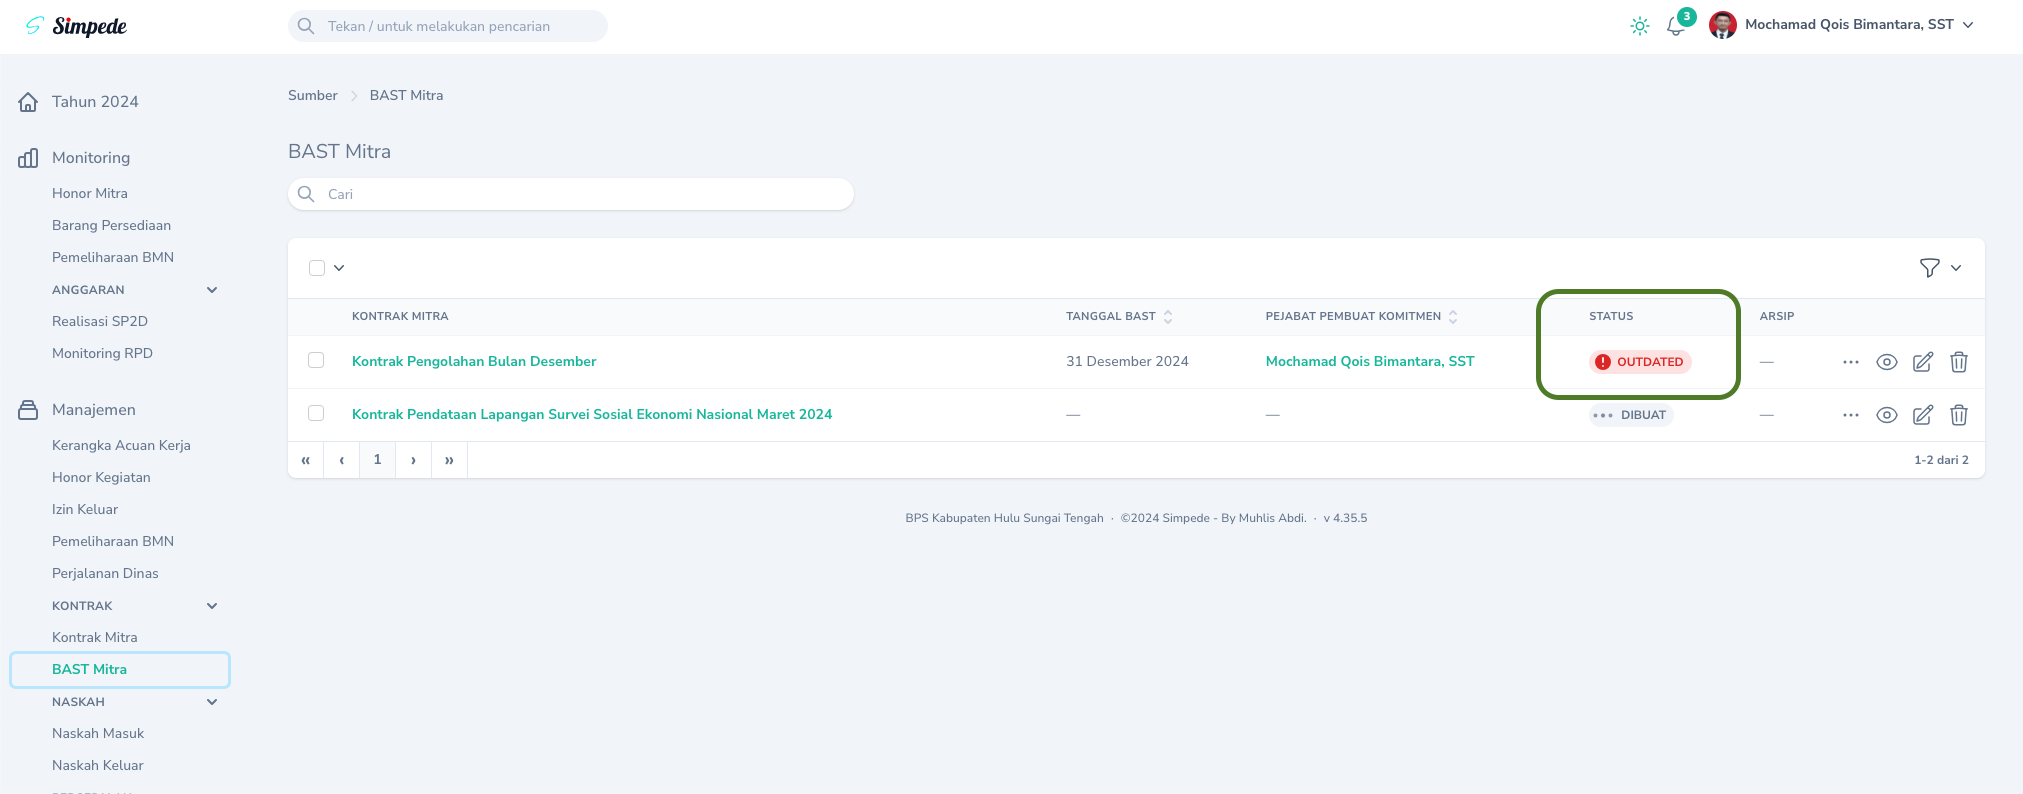 Simpede
Tekan / untuk melakukan pencarian
3
Mochamad Qois Bimantara, SST
Tahun 2024
Monitoring
Honor Mitra
Barang Persediaan
Pemeliharaan BMN
ANGGARAN
Realisasi SP2D
Monitoring RPD
Manajemen
Kerangka Acuan Kerja
Honor Kegiatan
Izin Keluar
Pemeliharaan BMN
Perjalanan Dinas
KONTRAK
Kontrak Mitra
BAST Mitra
NASKAH
Naskah Masuk
Naskah Keluar
Sumber > BAST Mitra
BAST Mitra
Cari
KONTRAK MITRA TANGGAL BAST PEJABAT PEMBUAT KOMITMEN STATUS ARSIP
Kontrak Pengolahan Bulan Desember 31 Desember 2024 Mochamad Qois Bimantara, SST OUTDATED —
Kontrak Pendataan Lapangan Survei Sosial Ekonomi Nasional Maret 2024 — — DIBUAT —
« ‹ 1 › » 1-2 dari 2
BPS Kabupaten Hulu Sungai Tengah · ©2024 Simpede - By Muhlis Abdi. · v 4.35.5